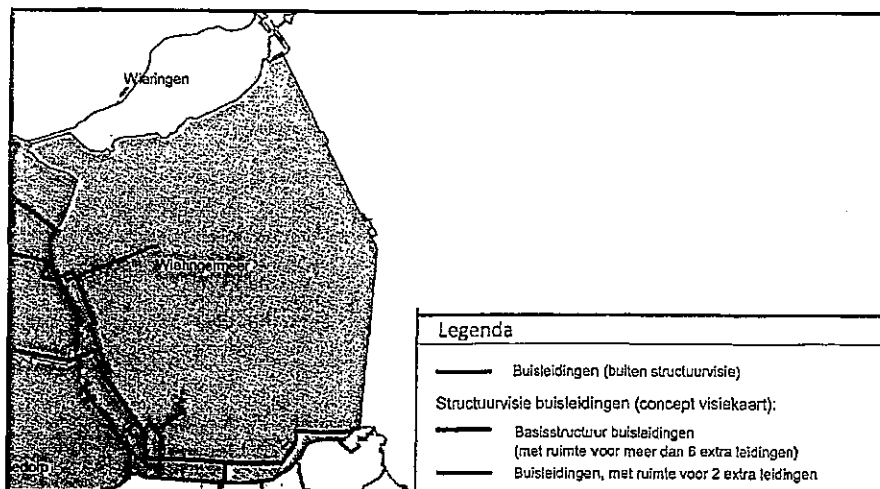 Wieringen
Wieringermeer
Legenda
Buisleidingen (buiten structuurvisie)
Structuurvisie buisleidingen (concept visiekaart):
Basisstructuur buisleidingen
(met ruimte voor meer dan 6 extra leidingen)
Buisleidingen, met ruimte voor 2 extra leidingen